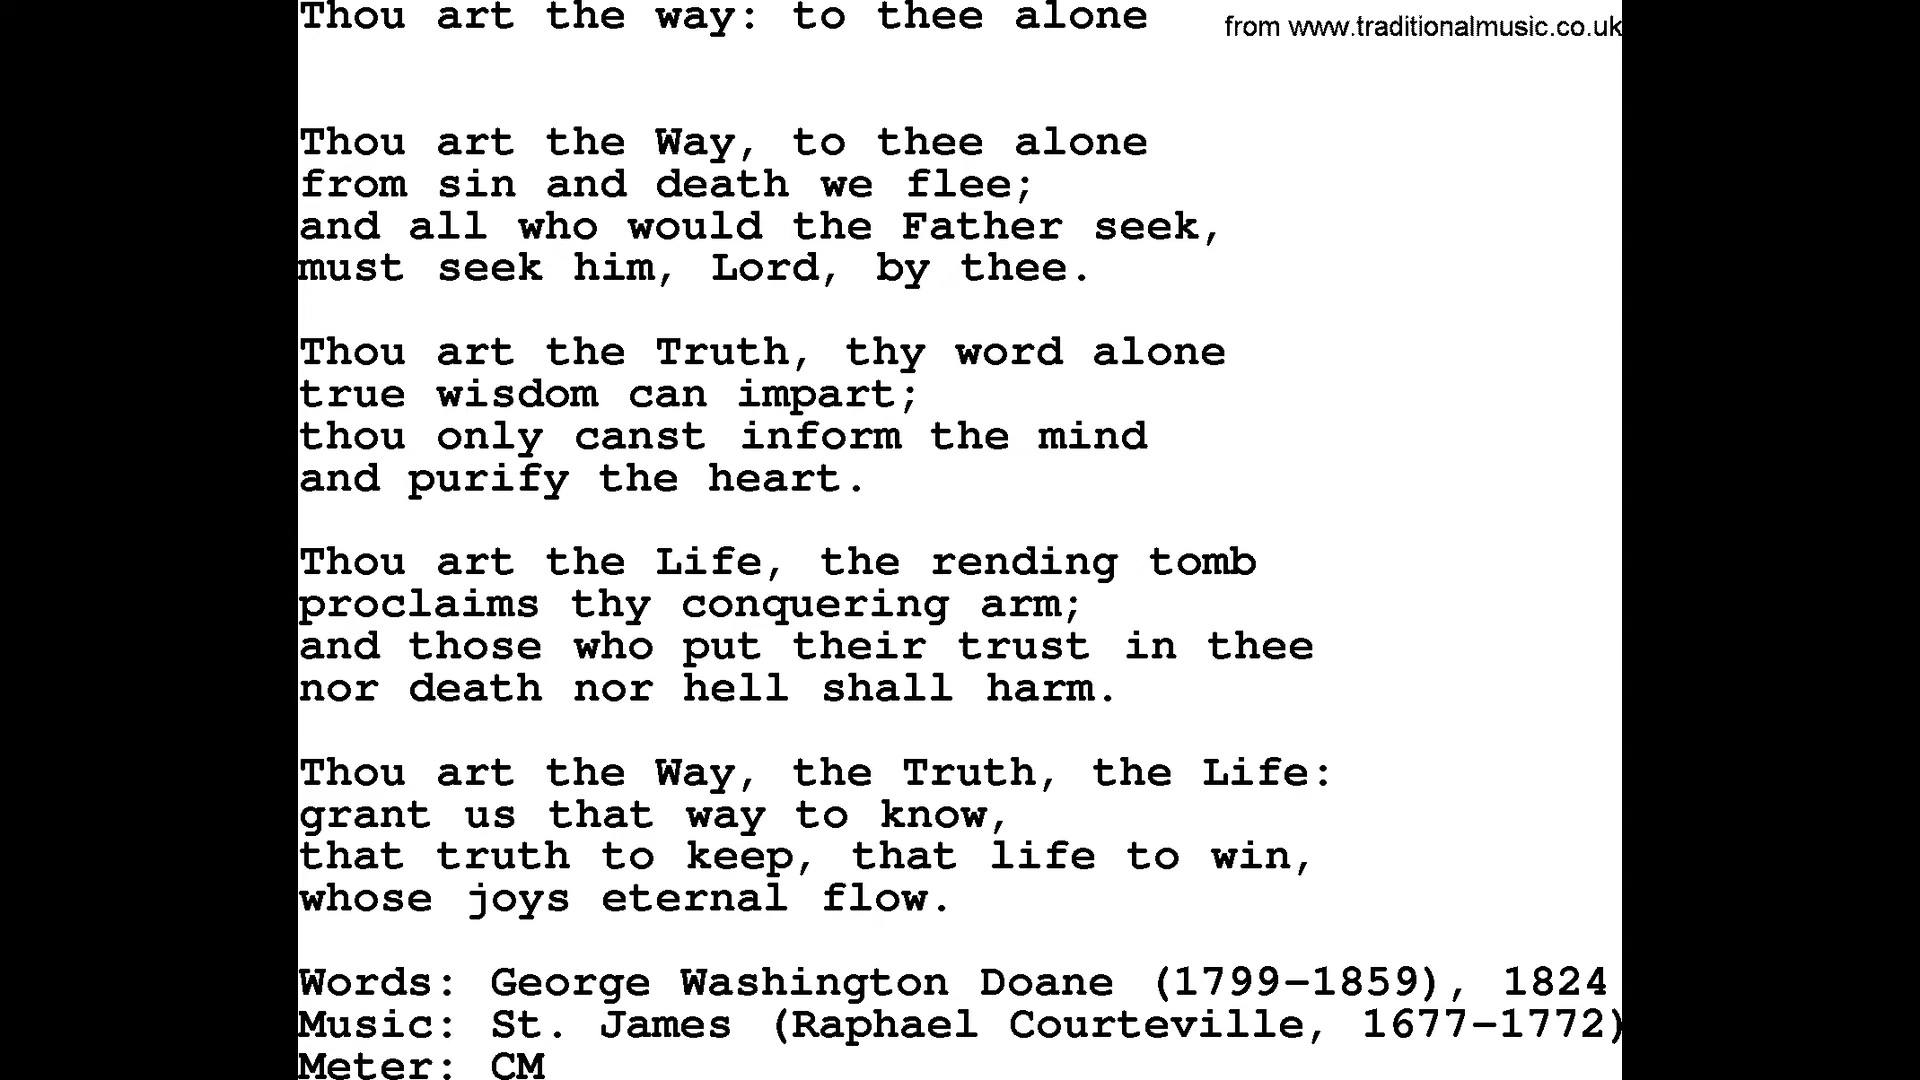 Thou art the way: to thee alone
from www.traditionalmusic.co.uk
Thou art the Way, to thee alone
from sin and death we flee;
and all who would the Father seek,
must seek him, Lord, by thee.
Thou art the Truth, thy word alone
true wisdom can impart;
thou only canst inform the mind
and purify the heart.
Thou art the Life, the rending tomb
proclaims thy conquering arm;
and those who put their trust in thee
nor death nor hell shall harm.
Thou art the Way, the Truth, the Life:
grant us that way to know,
that truth to keep, that life to win,
whose joys eternal flow.
Words: George Washington Doane (1799-1859), 1824
Music: St. James (Raphael Courteville, 1677-1772)
Meter: CM